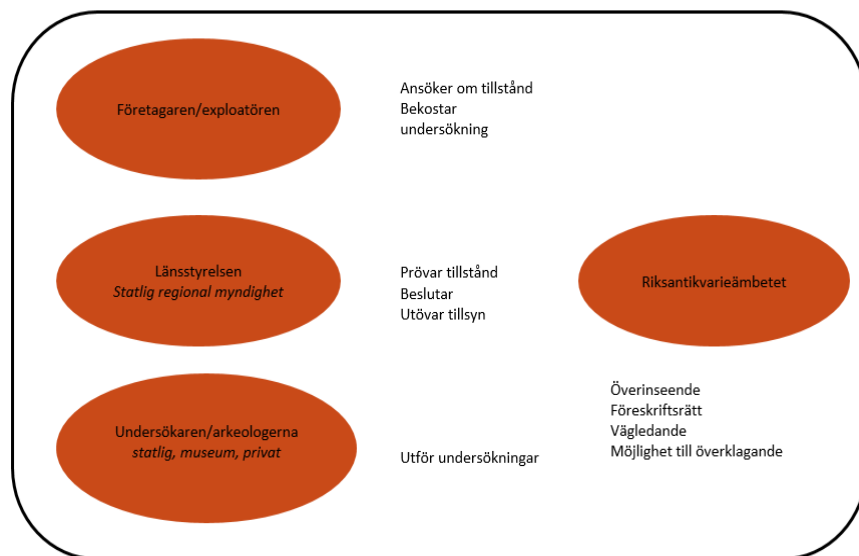 Företagaren/exploatören
Ansöker om tillstånd
Bekostar
undersökning
Länsstyrelsen
Statlig regional myndighet
Prövar tillstånd
Beslutar
Utövar tillsyn
Riksantikvarieämbetet
Överinseende
Föreskriftsrätt
Vägledande
Möjlighet till överklagande
Undersökaren/arkeologerna
statlig, museum, privat
Utför undersökningar